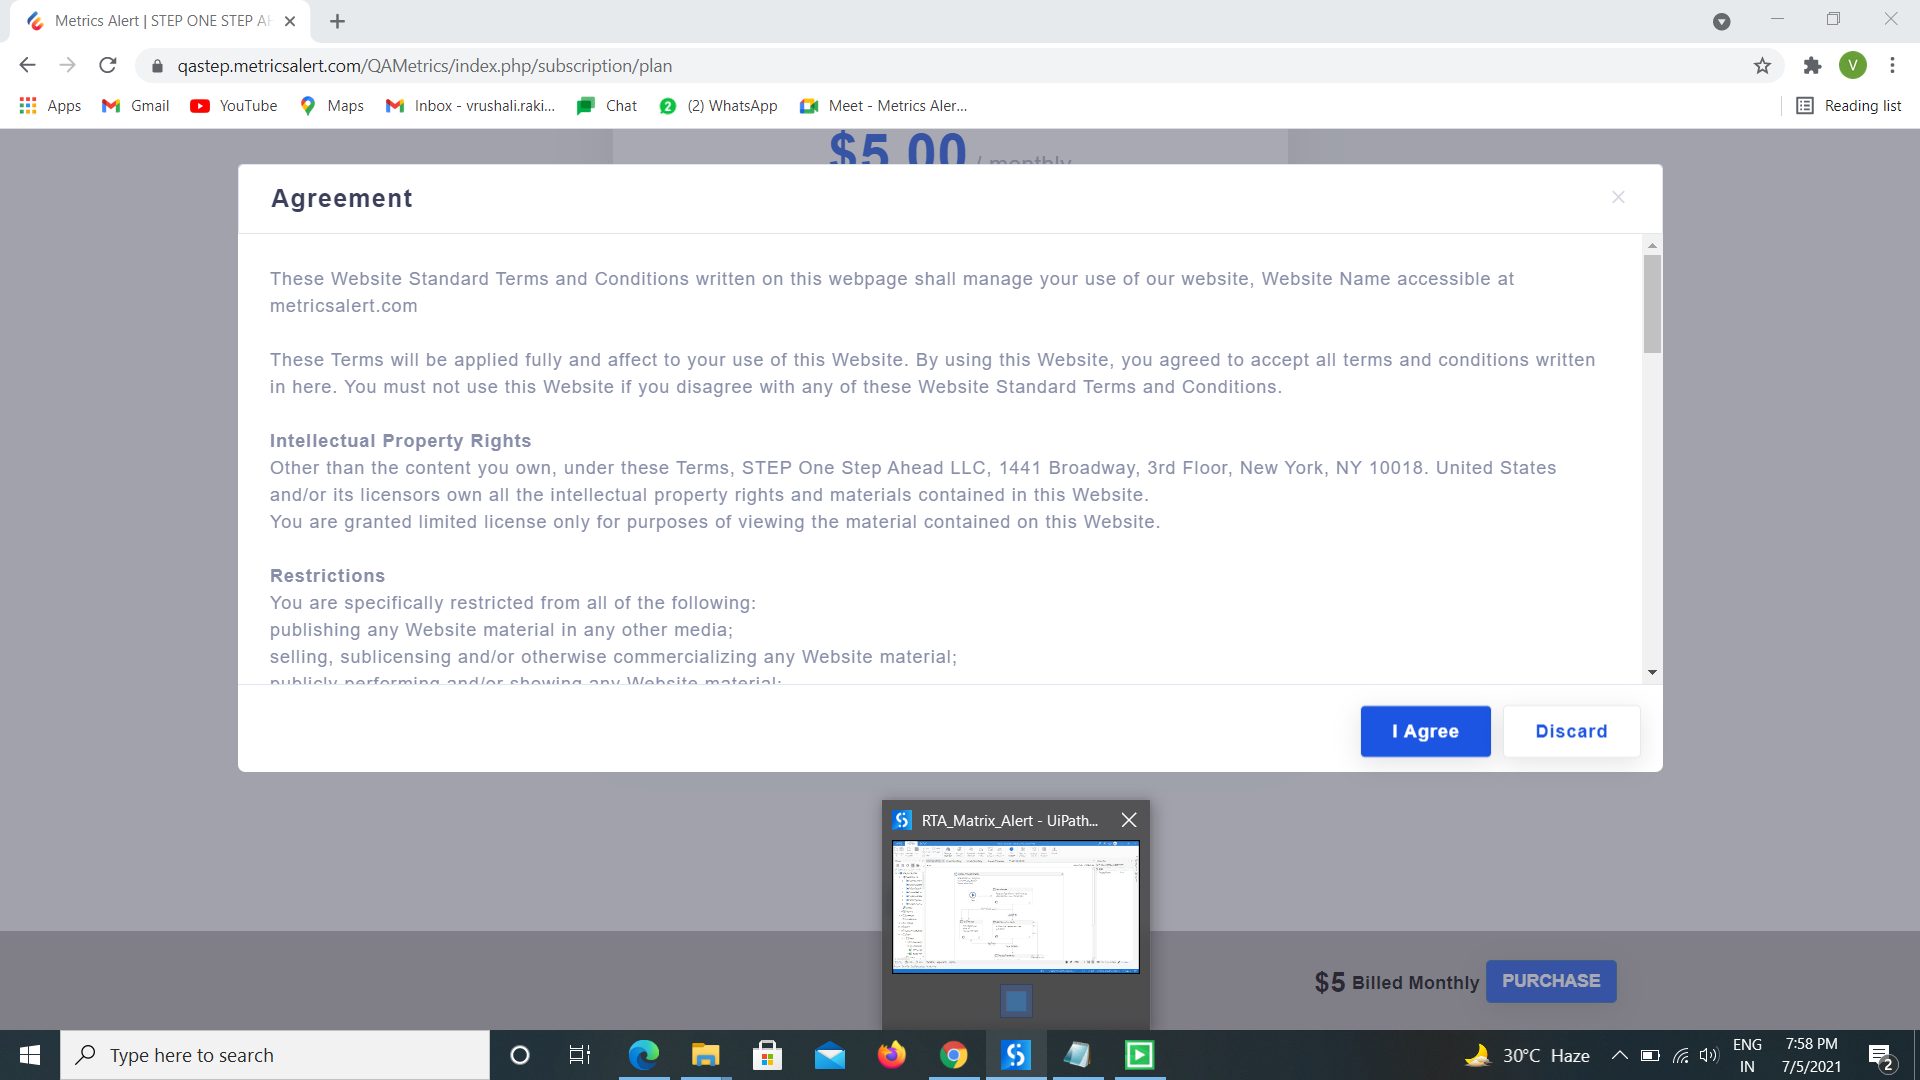 Metrics Alert | STEP ONE STEP AH
qastep.metricsalert.com/QAMetrics/index.php/subscription/plan
V
Apps
Gmail
YouTube
Maps
Inbox - vrushali.raki...
Chat
2
(2) WhatsApp
Meet - Metrics Aler...
Reading list
$5.00 / monthly
Agreement
These Website Standard Terms and Conditions written on this webpage shall manage your use of our website, Website Name accessible at
metricsalert.com
These Terms will be applied fully and affect to your use of this Website. By using this Website, you agreed to accept all terms and conditions written
in here. You must not use this Website if you disagree with any of these Website Standard Terms and Conditions.
Intellectual Property Rights
Other than the content you own, under these Terms, STEP One Step Ahead LLC, 1441 Broadway, 3rd Floor, New York, NY 10018. United States
and/or its licensors own all the intellectual property rights and materials contained in this Website.
You are granted limited license only for purposes of viewing the material contained on this Website.
Restrictions
You are specifically restricted from all of the following:
publishing any Website material in any other media;
selling, sublicensing and/or otherwise commercializing any Website material;
publicly performing and/or showing any Website material;
I Agree
Discard
RTA_Matrix_Alert - UiPath...
$5 Billed Monthly
PURCHASE
Type here to search
30°C Haze
ENG
IN
7:58 PM
7/5/2021
2